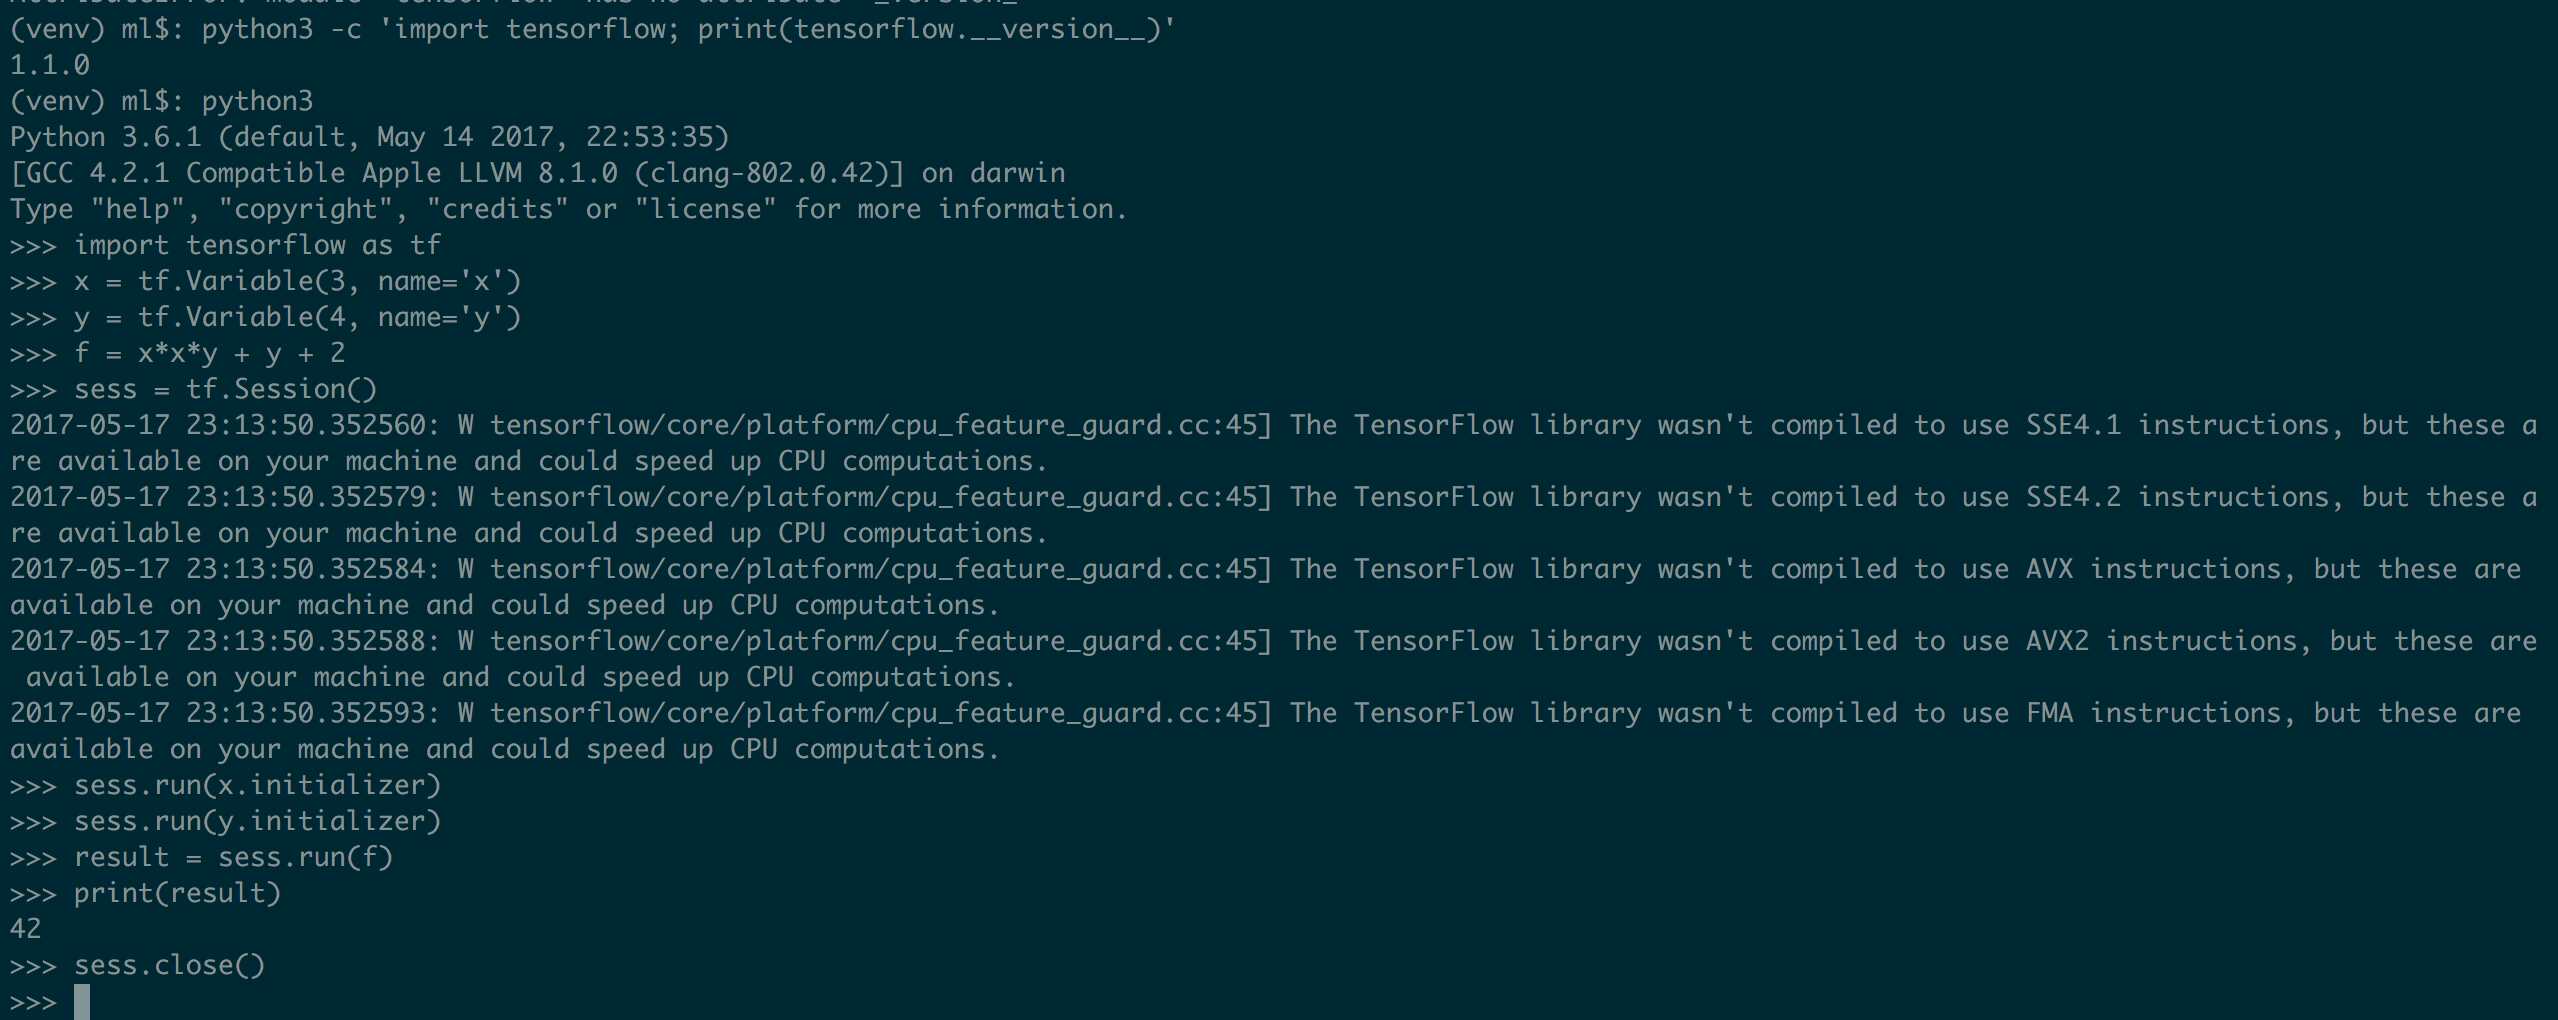 (venv) ml$: python3 -c 'import tensorflow; print(tensorflow.__version__)'
1.1.0
(venv) ml$: python3
Python 3.6.1 (default, May 14 2017, 22:53:35)
[GCC 4.2.1 Compatible Apple LLVM 8.1.0 (clang-802.0.42)] on darwin
Type "help", "copyright", "credits" or "license" for more information.
>>> import tensorflow as tf
>>> x = tf.Variable(3, name='x')
>>> y = tf.Variable(4, name='y')
>>> f = x*x*y + y + 2
>>> sess = tf.Session()
2017-05-17 23:13:50.352560: W tensorflow/core/platform/cpu_feature_guard.cc:45] The TensorFlow library wasn't compiled to use SSE4.1 instructions, but these a
re available on your machine and could speed up CPU computations.
2017-05-17 23:13:50.352579: W tensorflow/core/platform/cpu_feature_guard.cc:45] The TensorFlow library wasn't compiled to use SSE4.2 instructions, but these a
re available on your machine and could speed up CPU computations.
2017-05-17 23:13:50.352584: W tensorflow/core/platform/cpu_feature_guard.cc:45] The TensorFlow library wasn't compiled to use AVX instructions, but these are
available on your machine and could speed up CPU computations.
2017-05-17 23:13:50.352588: W tensorflow/core/platform/cpu_feature_guard.cc:45] The TensorFlow library wasn't compiled to use AVX2 instructions, but these are
 available on your machine and could speed up CPU computations.
2017-05-17 23:13:50.352593: W tensorflow/core/platform/cpu_feature_guard.cc:45] The TensorFlow library wasn't compiled to use FMA instructions, but these are
available on your machine and could speed up CPU computations.
>>> sess.run(x.initializer)
>>> sess.run(y.initializer)
>>> result = sess.run(f)
>>> print(result)
42
>>> sess.close()
>>>